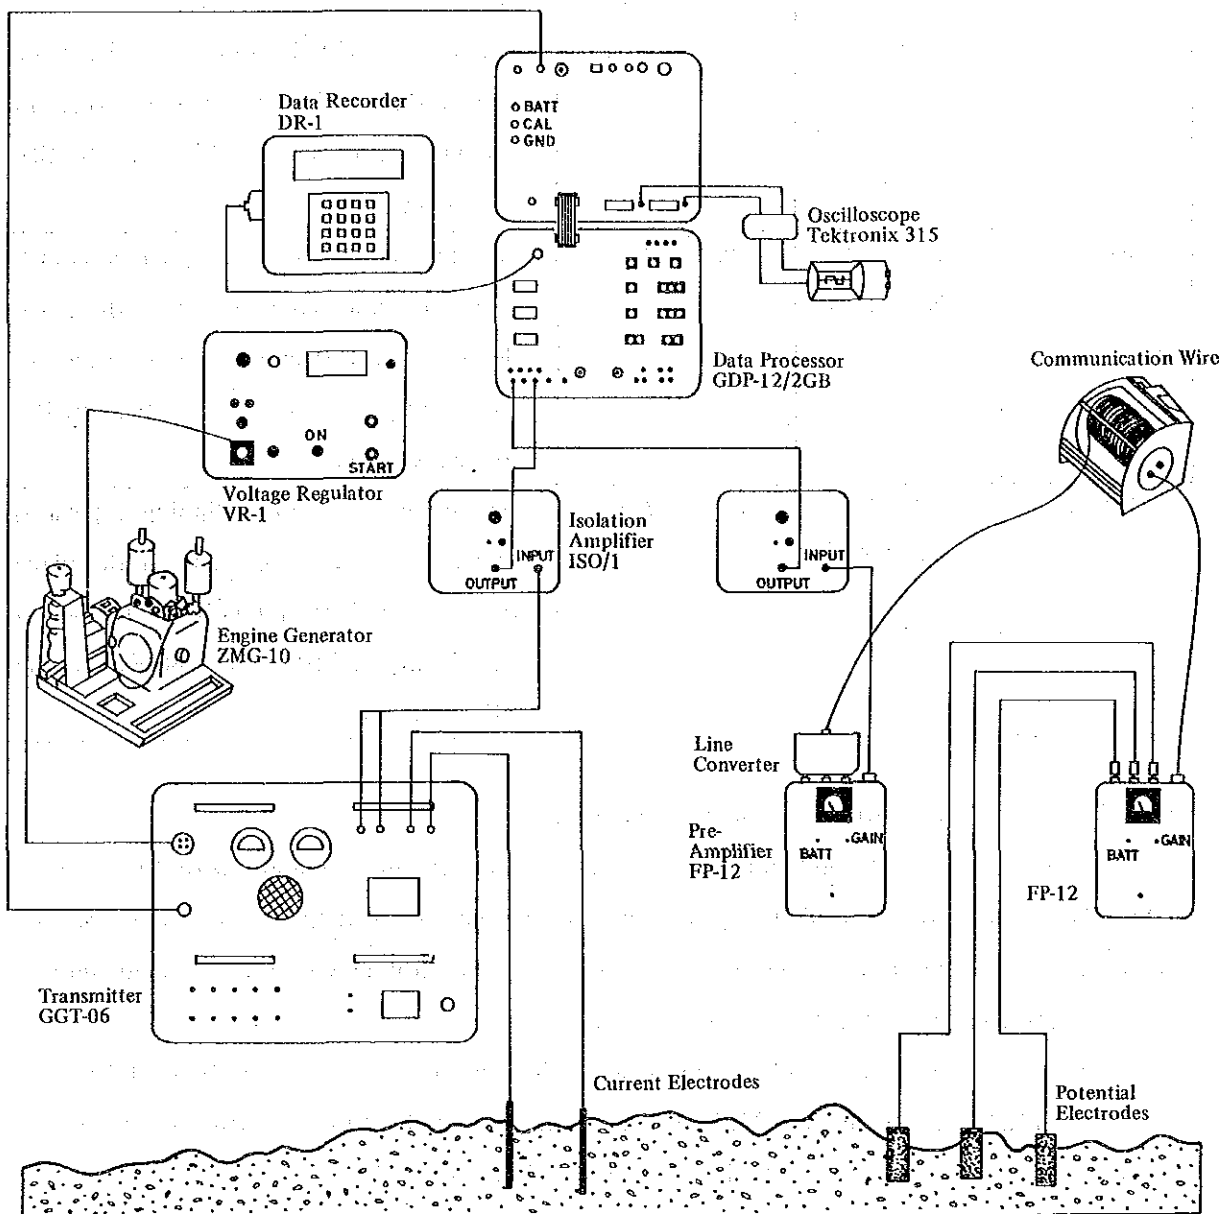 Data Recorder
DR-1
BATT
CAL
GND
Oscilloscope
Tektronix 315
Data Processor
GDP-12/2GB
Communication Wire
ON
START
Voltage Regulator
VR-1
INPUT
OUTPUT
Isolation
Amplifier
ISO/1
INPUT
OUTPUT
Engine Generator
ZMG-10
Line
Converter
Pre-
Amplifier
FP-12
GAIN
BATT
GAIN
BATT
FP-12
Transmitter
GGT-06
Current Electrodes
Potential
Electrodes